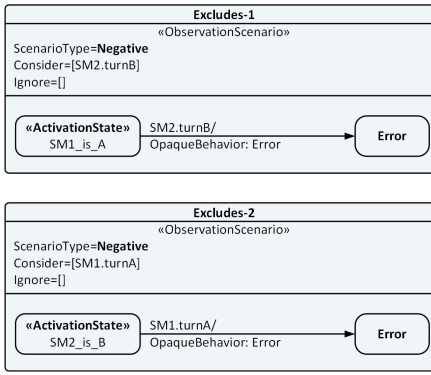 Excludes-1
«ObservationScenario»
ScenarioType=Negative
Consider=[SM2.turnB]
Ignore=[]
«ActivationState»
SM1_is_A
SM2.turnB/
OpaqueBehavior: Error
Error
Excludes-2
«ObservationScenario»
ScenarioType=Negative
Consider=[SM1.turnA]
Ignore=[]
«ActivationState»
SM2_is_B
SM1.turnA/
OpaqueBehavior: Error
Error